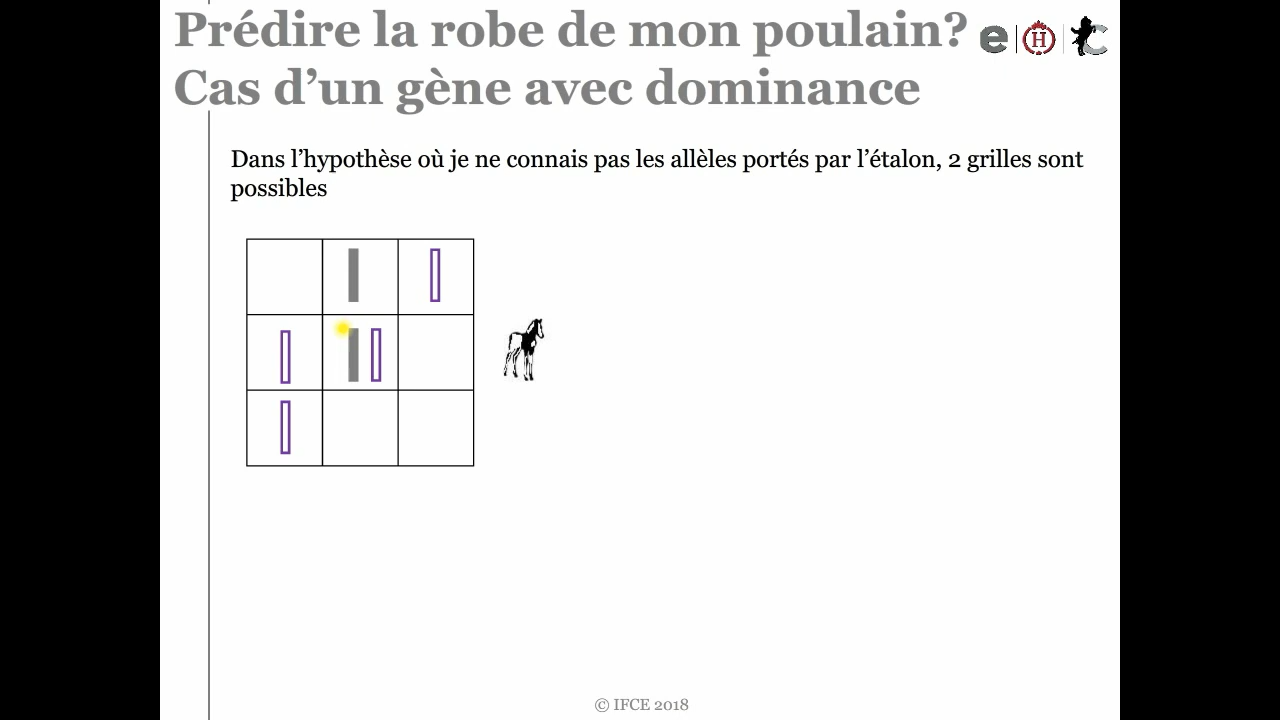 Prédire la robe de mon poulain?
Cas d’un gène avec dominance
e H C
Dans l’hypothèse où je ne connais pas les allèles portés par l’étalon, 2 grilles sont
possibles
© IFCE 2018